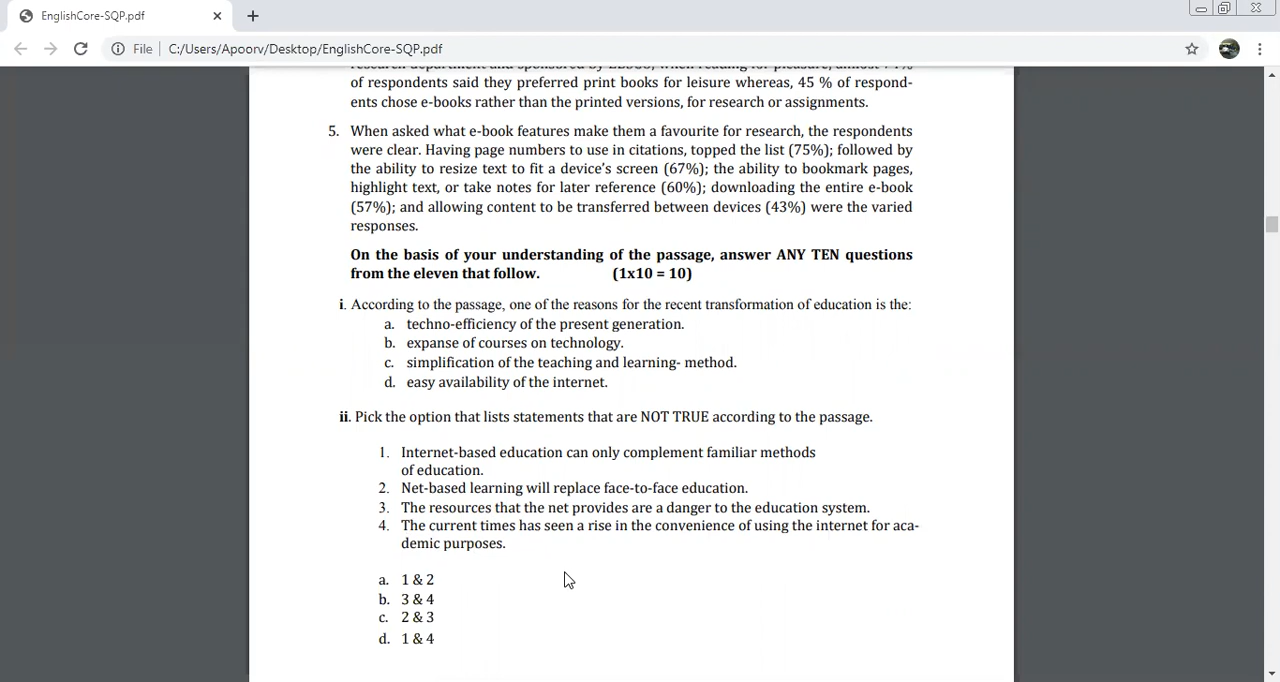 EnglishCore-SQP.pdf
File | C:/Users/Apoorv/Desktop/EnglishCore-SQP.pdf
of respondents said they preferred print books for leisure whereas, 45 % of respond-
ents chose e-books rather than the printed versions, for research or assignments.
5. When asked what e-book features make them a favourite for research, the respondents
were clear. Having page numbers to use in citations, topped the list (75%); followed by
the ability to resize text to fit a device's screen (67%); the ability to bookmark pages,
highlight text, or take notes for later reference (60%); downloading the entire e-book
(57%); and allowing content to be transferred between devices (43%) were the varied
responses.
On the basis of your understanding of the passage, answer ANY TEN questions
from the eleven that follow. (1x10 = 10)
i. According to the passage, one of the reasons for the recent transformation of education is the:
a. techno-efficiency of the present generation.
b. expanse of courses on technology.
c. simplification of the teaching and learning- method.
d. easy availability of the internet.
ii. Pick the option that lists statements that are NOT TRUE according to the passage.
1. Internet-based education can only complement familiar methods
of education.
2. Net-based learning will replace face-to-face education.
3. The resources that the net provides are a danger to the education system.
4. The current times has seen a rise in the convenience of using the internet for aca-
demic purposes.
a. 1 & 2
b. 3 & 4
c. 2 & 3
d. 1 & 4